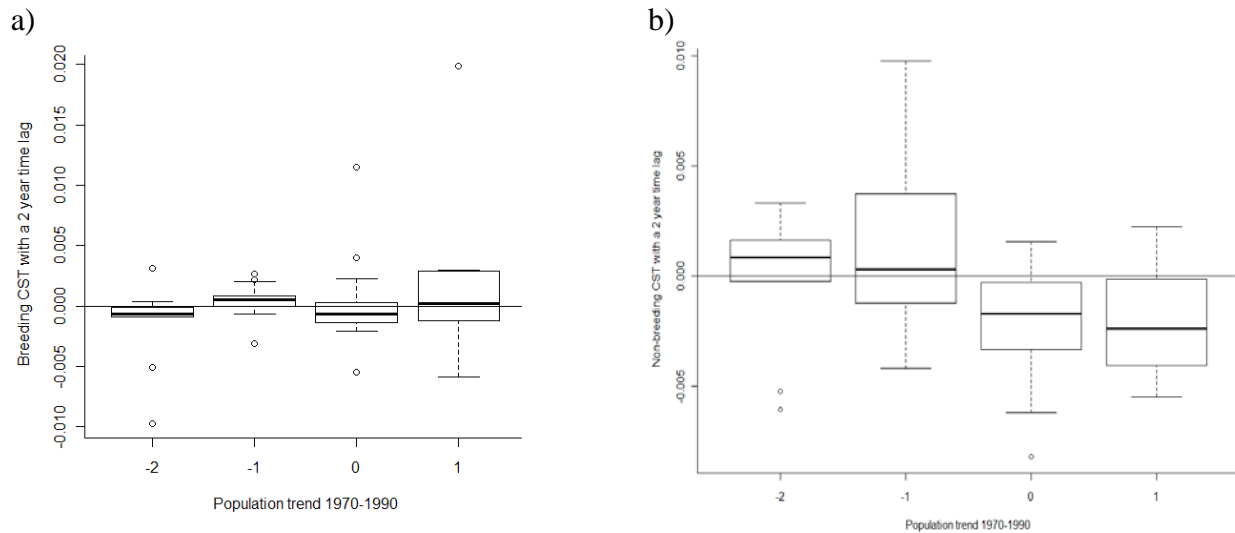 a)
b)
Breeding CST with a 2 year time lag
0.020
0.015
0.010
0.005
0.000
-0.005
-0.010
-2 -1 0 1
Population trend 1970-1990
Non-breeding CST with a 2 year time lag
0.010
0.005
0.000
-0.005
-2 -1 0 1
Population trend 1970-1990